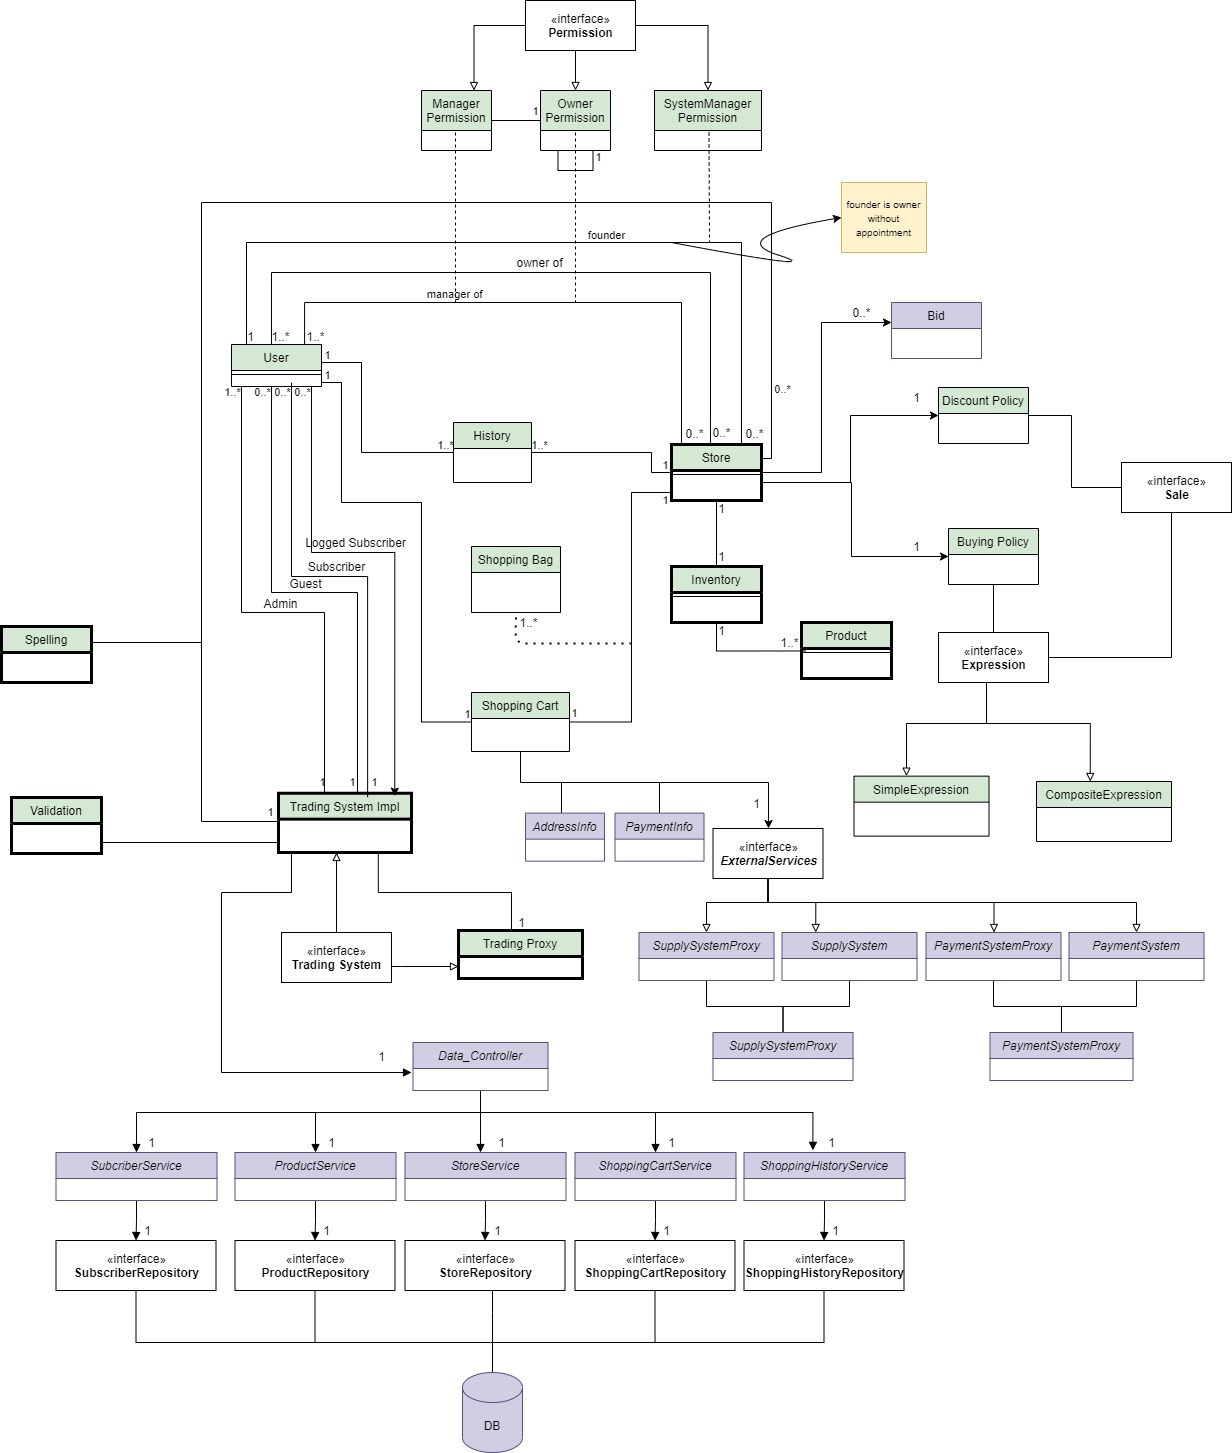 «interface»
Permission
Manager
Permission
1
Owner
Permission
1
SystemManager
Permission
founder is owner
without
appointment
founder
owner of
manager of
1
1..*
1..*
User
1
1
1..*
0..*
0..*
0..*
0..*
Bid
0..*
1
Discount Policy
«interface»
Sale
1..*
History
1..*
0..*
0..*
0..*
Store
1
1
1
1
Buying Policy
Logged Subscriber
Subscriber
Guest
Admin
Shopping Bag
1..*
1
Inventory
1
1..*
Product
Spelling
«interface»
Expression
1
Shopping Cart
1
SimpleExpression
CompositeExpression
1
1
1
1
Trading System Impl
Validation
AddressInfo
PaymentInfo
1
«interface»
ExternalServices
«interface»
Trading System
1
Trading Proxy
SupplySystemProxy
SupplySystem
PaymentSystemProxy
PaymentSystem
SupplySystemProxy
PaymentSystemProxy
1
Data_Controller
1
1
1
1
1
SubcriberService
ProductService
StoreService
ShoppingCartService
ShoppingHistoryService
1
1
1
1
1
«interface»
SubscriberRepository
«interface»
ProductRepository
«interface»
StoreRepository
«interface»
ShoppingCartRepository
«interface»
ShoppingHistoryRepository
DB